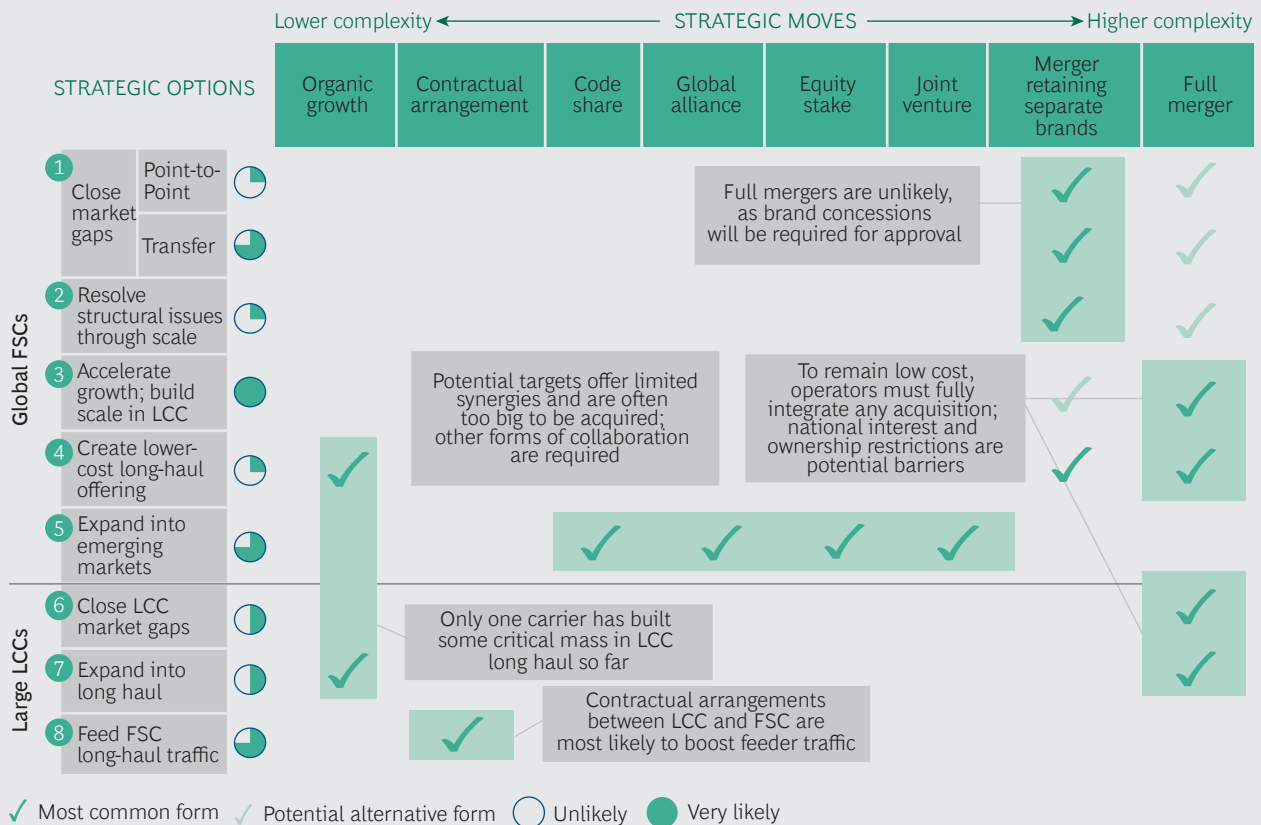 Lower complexity
STRATEGIC MOVES
Higher complexity
STRATEGIC OPTIONS
Organic
growth
Contractual
arrangement
Code
share
Global
alliance
Equity
stake
Joint
venture
Merger
retaining
separate
brands
Full
merger
Global FSCs
1
Close
market
gaps
Point-to-
Point
Transfer
Full mergers are unlikely,
as brand concessions
will be required for approval
2
Resolve
structural issues
through scale
3
Accelerate
growth; build
scale in LCC
Potential targets offer limited
synergies and are often
too big to be acquired;
other forms of collaboration
are required
To remain low cost,
operators must fully
integrate any acquisition;
national interest and
ownership restrictions are
potential barriers
4
Create lower-
cost long-haul
offering
5
Expand into
emerging
markets
Large LCCs
6
Close LCC
market gaps
Only one carrier has built
some critical mass in LCC
long haul so far
7
Expand into
long haul
8
Feed FSC
long-haul traffic
Contractual arrangements
between LCC and FSC are
most likely to boost feeder traffic
Most common form
Potential alternative form
Unlikely
Very likely